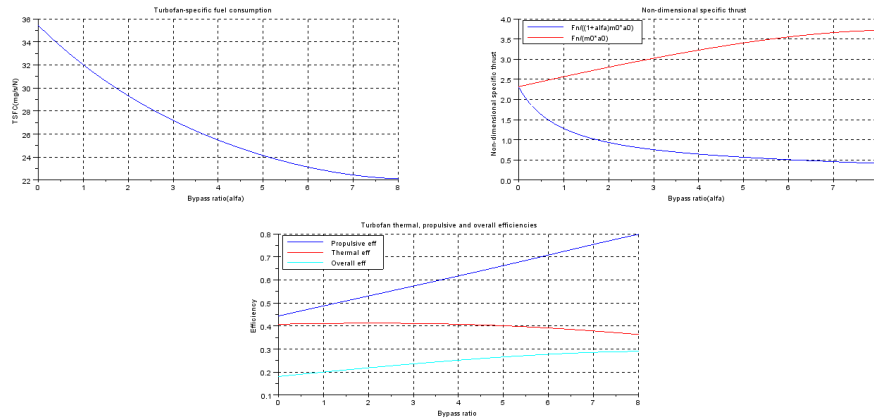 Turbofan-specific fuel consumption
TSFC(mg/s/N)
36
34
32
30
28
26
24
22
0 1 2 3 4 5 6 7 8
Bypass ratio(alfa)
Non-dimensional specific thrust
Non-dimensional specific thrust
Fn/((1+alfa)m0*a0)
Fn/(m0*a0)
4.0
3.5
3.0
2.5
2.0
1.5
1.0
0.5
0.0
0 1 2 3 4 5 6 7
Bypass ratio(alfa)
Turbofan thermal, propulsive and overall efficiencies
Efficiency
Propulsive eff
Thermal eff
Overall eff
0.8
0.7
0.6
0.5
0.4
0.3
0.2
0.1
0 1 2 3 4 5 6 7 8
Bypass ratio